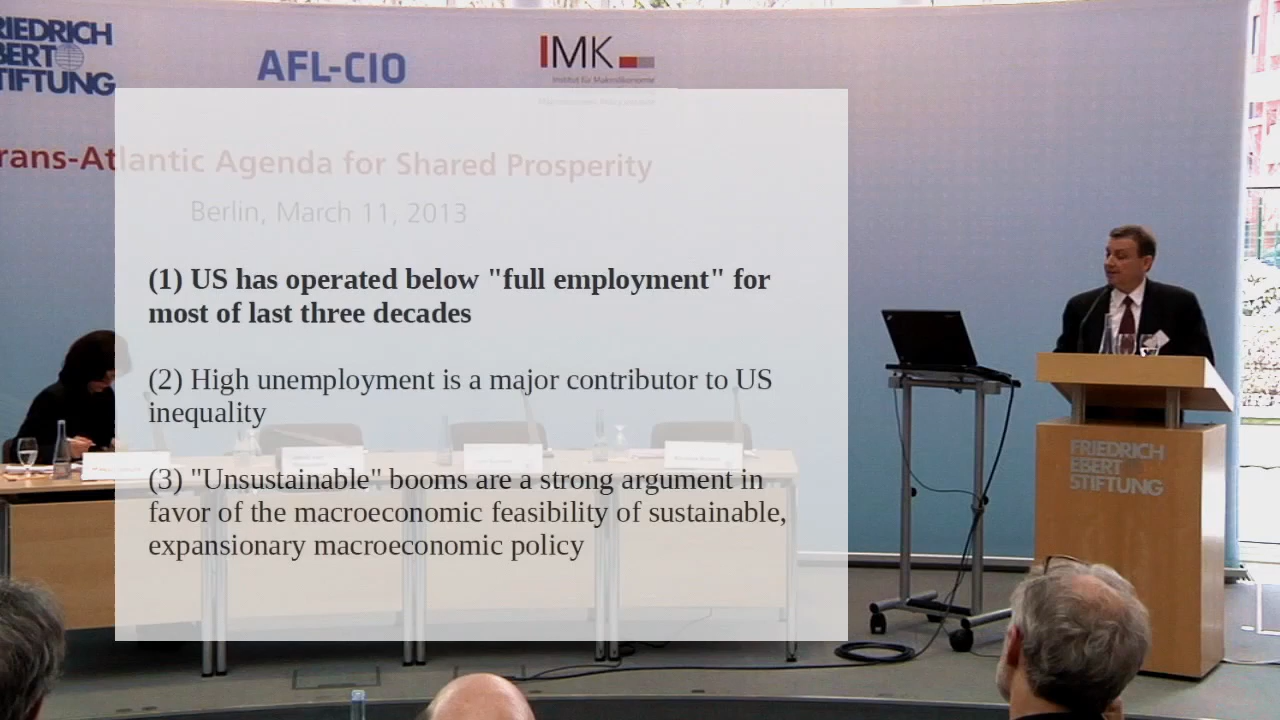 RIEDRICH
EBERT
STIFTUNG
AFL-CIO
IMK
Institut für Makroökonomie
rans-Atlantic Agenda for Shared Prosperity
Berlin, March 11, 2013
(1) US has operated below "full employment" for
most of last three decades
(2) High unemployment is a major contributor to US
inequality
(3) "Unsustainable" booms are a strong argument in
favor of the macroeconomic feasibility of sustainable,
expansionary macroeconomic policy
FRIEDRICH
EBERT
STIFTUNG